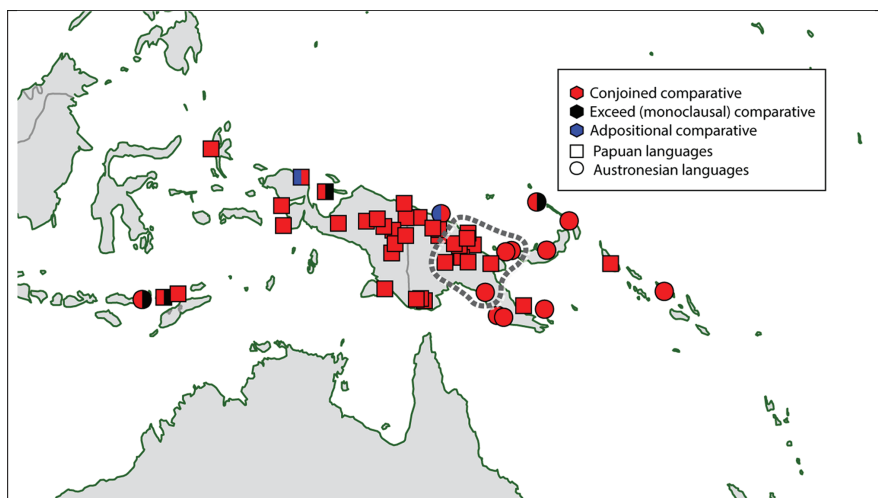 Conjoined comparative
Exceed (monoclausal) comparative
Adpositional comparative
Papuan languages
Austronesian languages